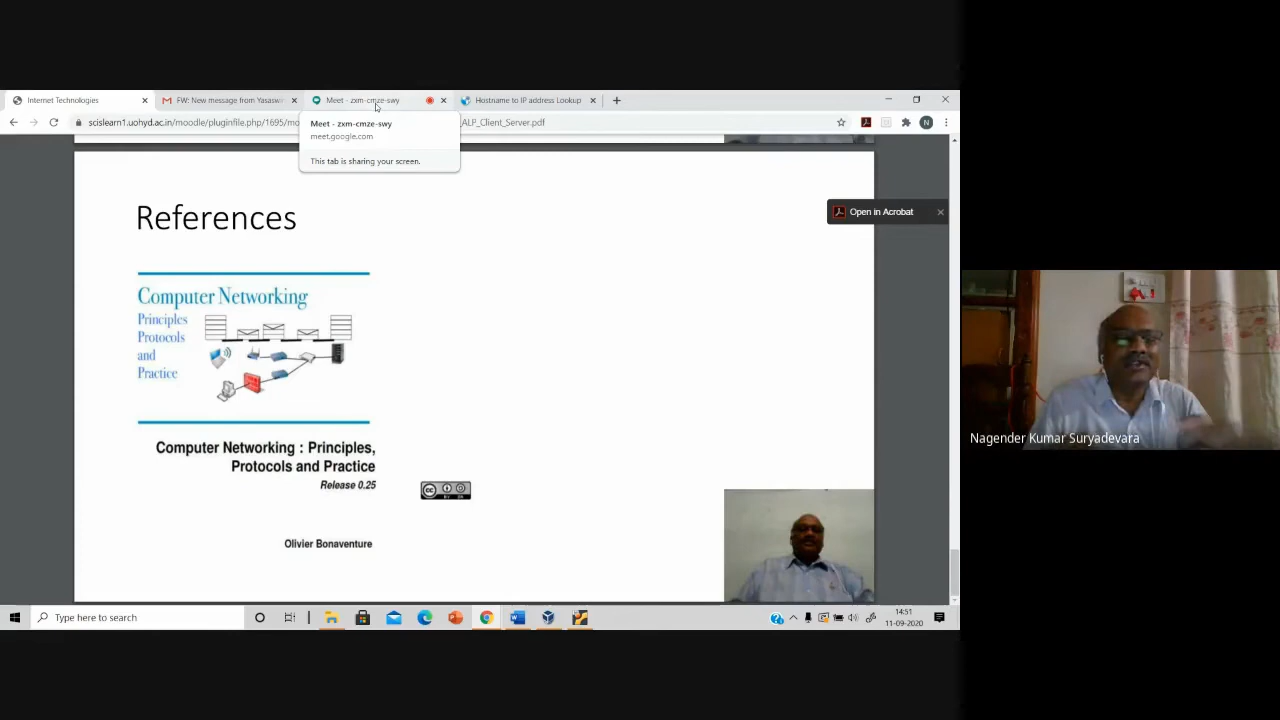 Internet Technologies
FW: New message from Yasasw
Meet - zxm-cmze-swy
Hostname to IP address Lookup
scislearn1.uohyd.ac.in/moodle/pluginfile.php/1695/mo
ALP_Client_Server.pdf
N
Meet - zxm-cmze-swy
meet.google.com
This tab is sharing your screen.
Open in Acrobat
References
Computer Networking
Principles
Protocols
and
Practice
Computer Networking : Principles,
Protocols and Practice
Release 0.25
CC
Olivier Bonaventure
Nagender Kumar Suryadevara
Type here to search
14:51
11-09-2020